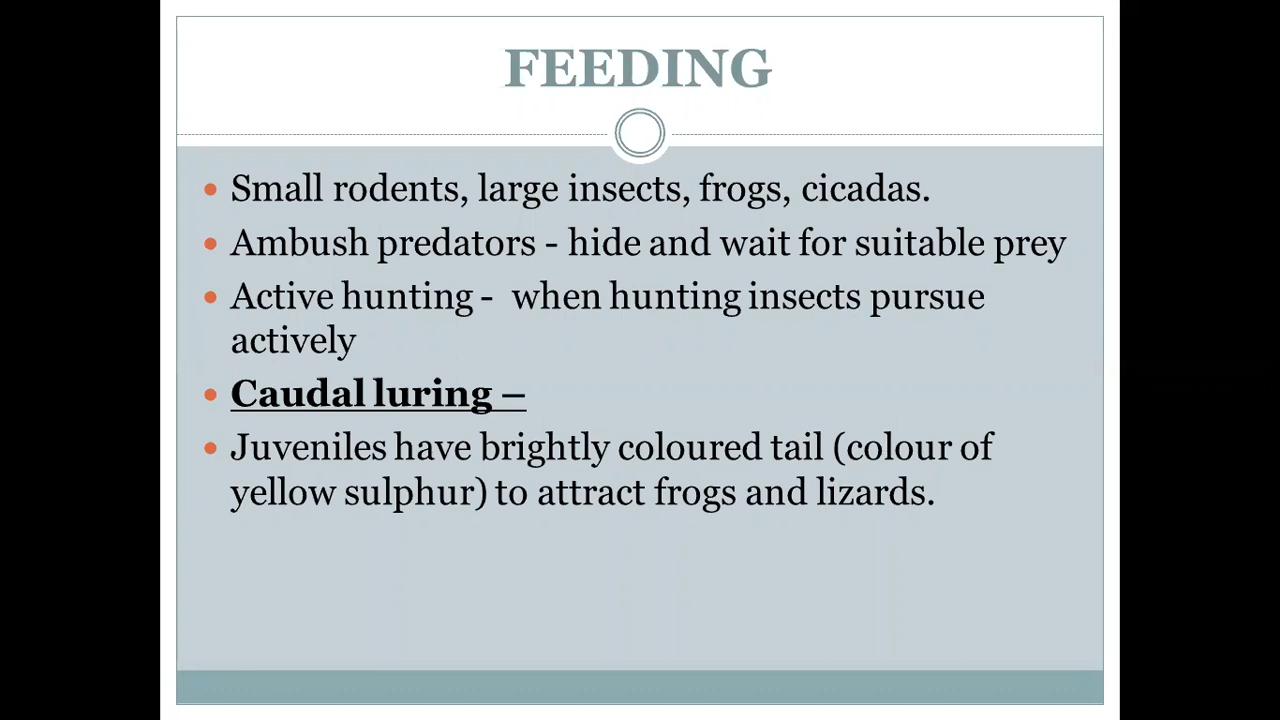 FEEDING
• Small rodents, large insects, frogs, cicadas.
• Ambush predators - hide and wait for suitable prey
• Active hunting -  when hunting insects pursue
actively
• Caudal luring –
• Juveniles have brightly coloured tail (colour of
yellow sulphur) to attract frogs and lizards.